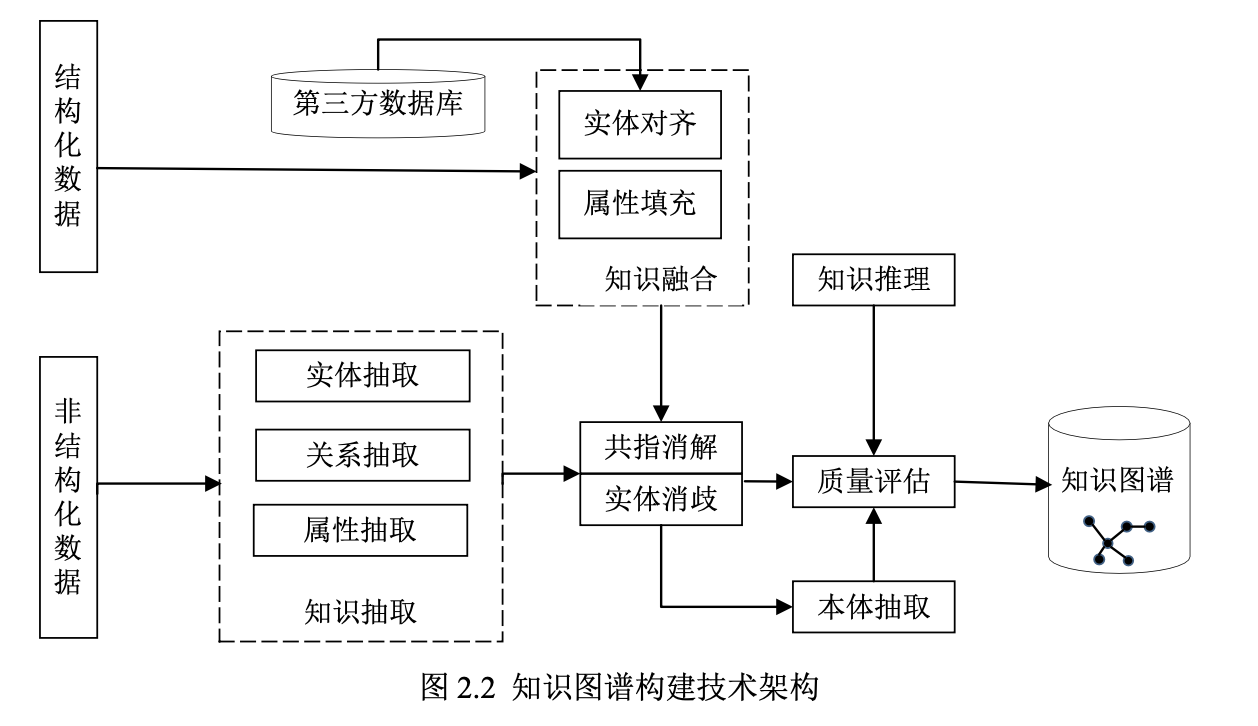 结构化数据
第三方数据库
实体对齐
属性填充
知识融合
知识推理
非结构化数据
实体抽取
关系抽取
属性抽取
知识抽取
共指消解
实体消歧
质量评估
本体抽取
知识图谱
图 2.2 知识图谱构建技术架构